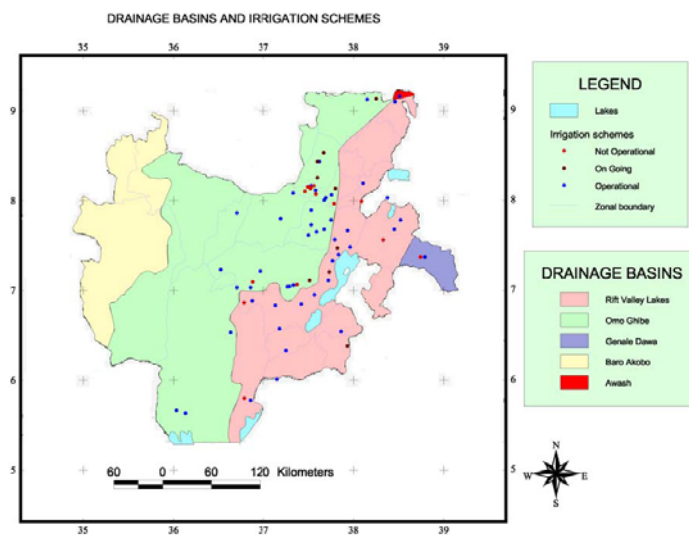 DRAINAGE BASINS AND IRRIGATION SCHEMES
35 36 37 38 39
9 9
8 8
7 7
6 6
5 5
60 0 60 120 Kilometers
35 36 37 38 39
LEGEND
Lakes
Irrigation schemes
Not Operational
On Going
Operational
Zonal boundary
DRAINAGE BASINS
Rift Valley Lakes
Omo Ghibe
Genale Dawa
Baro Akobo
Awash
N
W E
S